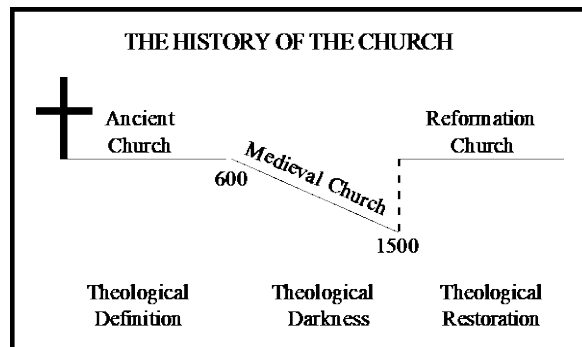 THE HISTORY OF THE CHURCH
Ancient
Church
Medieval Church
Reformation
Church
600
1500
Theological
Definition
Theological
Darkness
Theological
Restoration